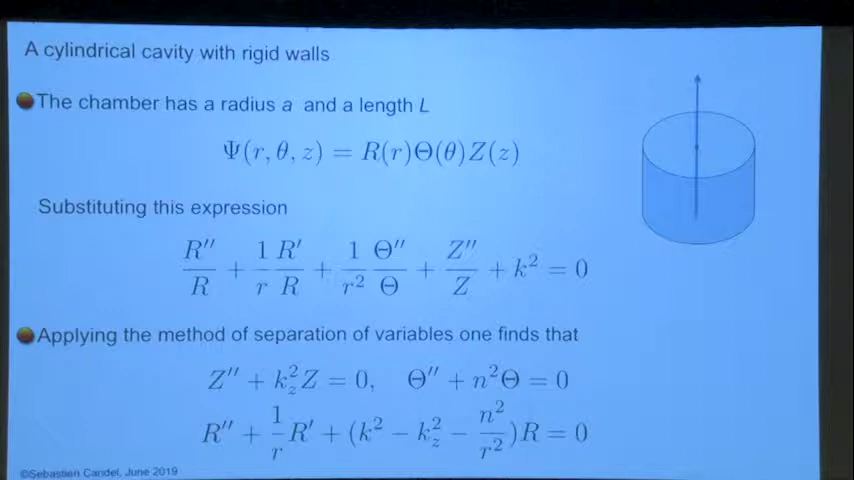 A cylindrical cavity with rigid walls
The chamber has a radius a and a length L
Ψ(r, θ, z) = R(r)Θ(θ)Z(z)
Substituting this expression
R''/R + 1/r R'/R + 1/r² Θ''/Θ + Z''/Z + k² = 0
Applying the method of separation of variables one finds that
Z'' + k_z² Z = 0, Θ'' + n²Θ = 0
R'' + 1/r R' + (k² − k_z² − n²/r²)R = 0
©Sebastien Candel, June 2019